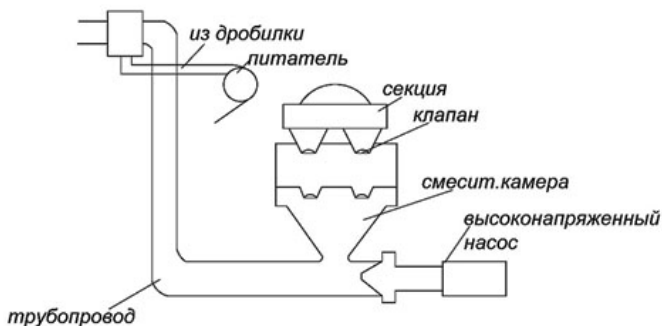 из дробилки
питатель
секция
клапан
смесит.камера
высоконапряженный
насос
трубопровод